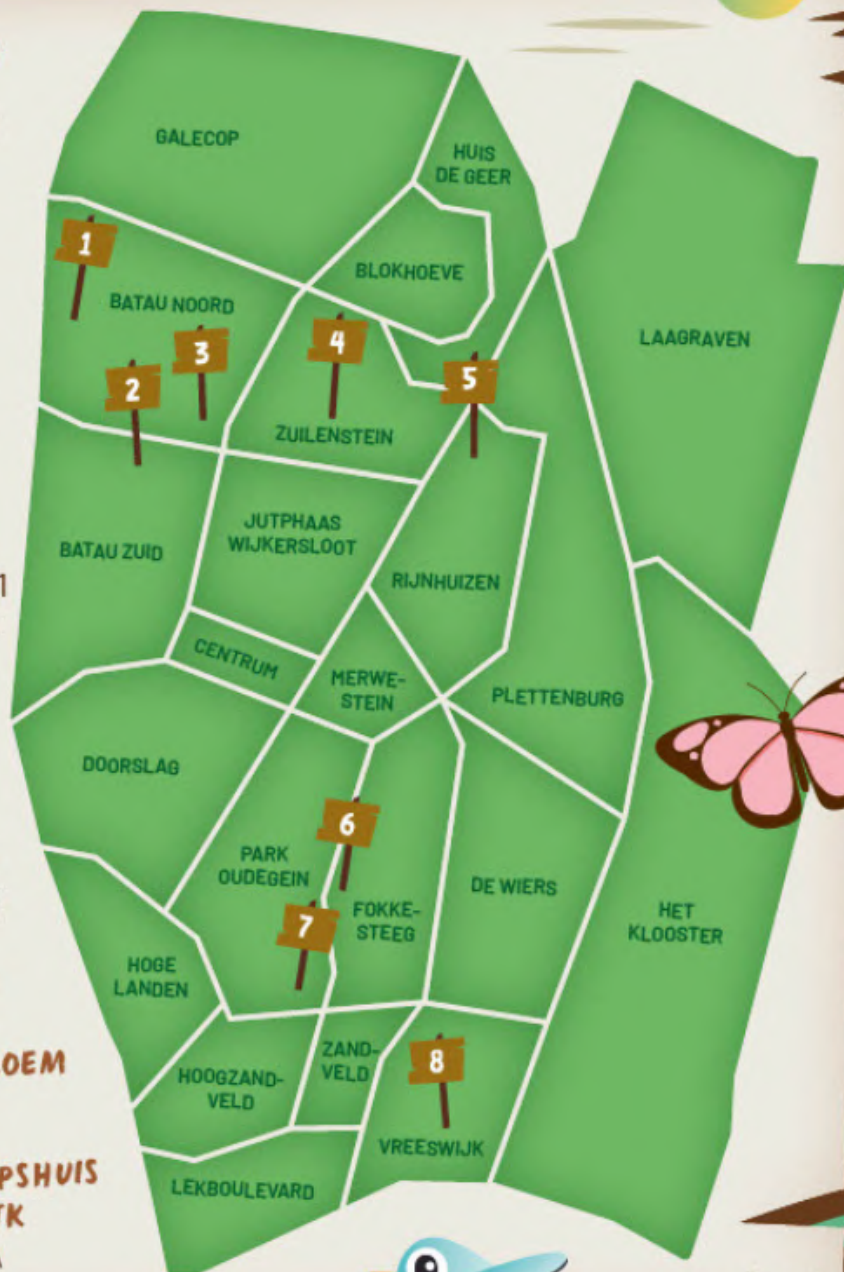 GALECOP
HUIS
DE GEER
1
BLOKHOEVE
BATAU NOORD
LAAGRAVEN
4
3
5
2
ZUILENSTEIN
JUTPHAAS
WIJKERSLOOT
BATAU ZUID
RIJNHUIZEN
1
CENTRUM
MERWE-
STEIN
PLETTENBURG
DOORSLAG
6
PARK
OUDEGEIN
DE WIERS
FOKKE-
STEEG
HET
KLOOSTER
7
HOGE
LANDEN
OEM
ZAND-
VELD
8
HOOGZAND-
VELD
VREESWIJK
PSHUIS
LEKBOULEVARD
TK